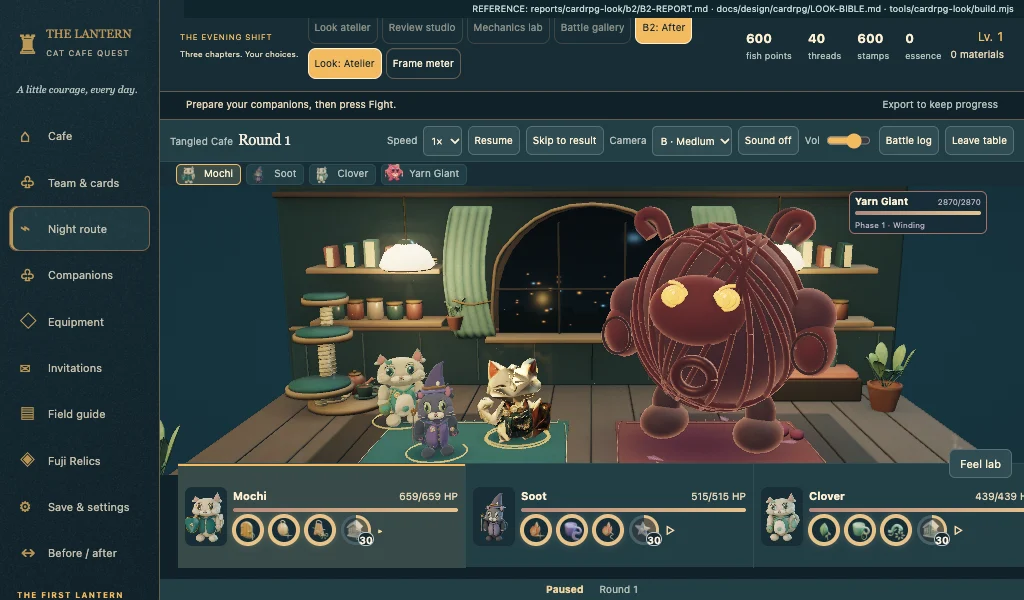 REFERENCE: reports/cardrpg-look/b2/B2-REPORT.md · docs/design/cardrpg/LOOK-BIBLE.md · tools/cardrpg-look/build.mjs
THE LANTERN
CAT CAFE QUEST
A little courage, every day.
Cafe
Team & cards
Night route
Companions
Equipment
Invitations
Field guide
Fuji Relics
Save & settings
Before / after
THE FIRST LANTERN
THE EVENING SHIFT
Three chapters. Your choices.
Look atelier
Review studio
Mechanics lab
Battle gallery
B2: After
Look: Atelier
Frame meter
600
fish points
40
threads
600
stamps
0
essence
Lv. 1
0 materials
Prepare your companions, then press Fight.
Export to keep progress
Tangled Cafe Round 1
Speed
1x
Resume
Skip to result
Camera
B · Medium
Sound off
Vol
Battle log
Leave table
Mochi
Soot
Clover
Yarn Giant
Yarn Giant 2870/2870
Phase 1 · Winding
Feel lab
Mochi 659/659 HP
30
Soot 515/515 HP
30
Clover 439/439 H
30
Paused Round 1